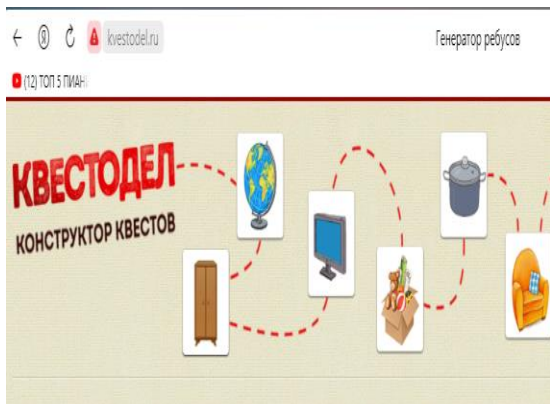 kvestodel.ru
Генератор ребусов
(12) ТОП 5 ПИАН
КВЕСТОДЕЛ
КОНСТРУКТОР КВЕСТОВ